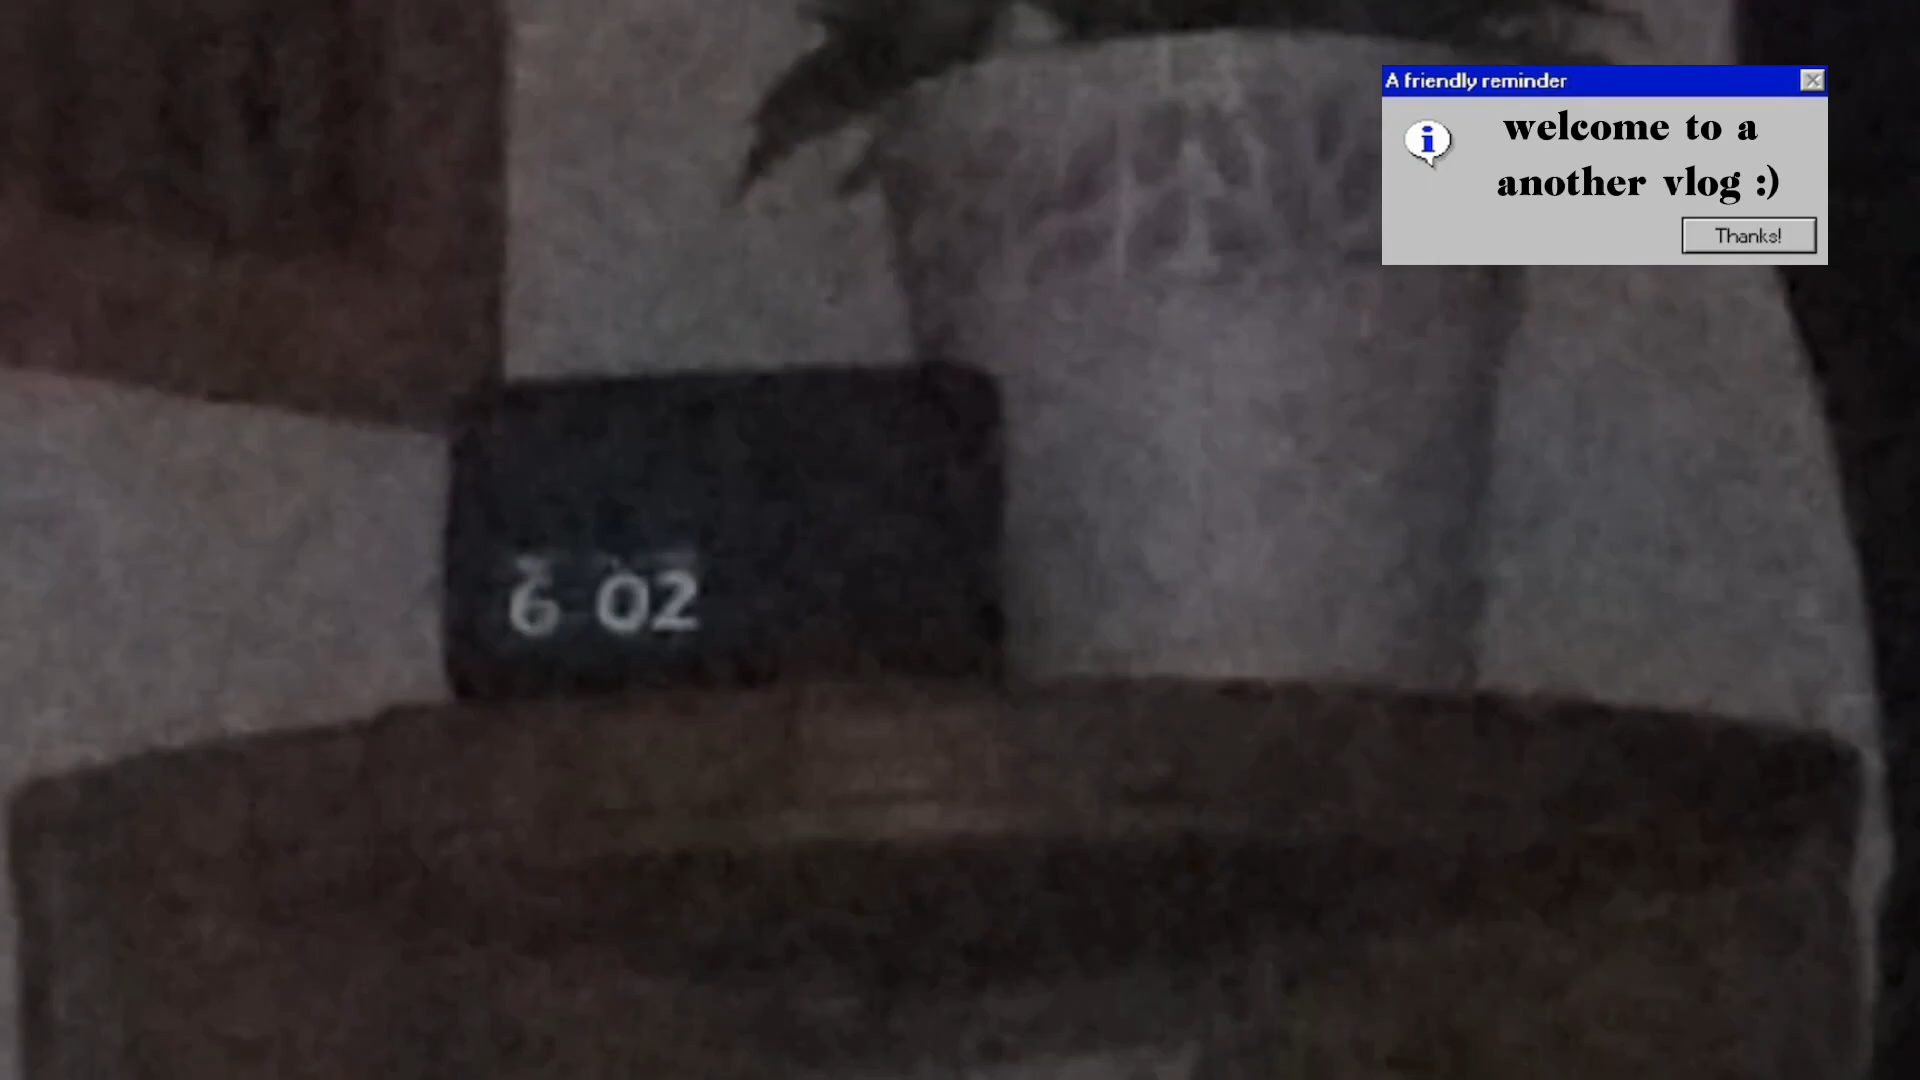 A friendly reminder
welcome to a
another vlog :)
Thanks!
6 02